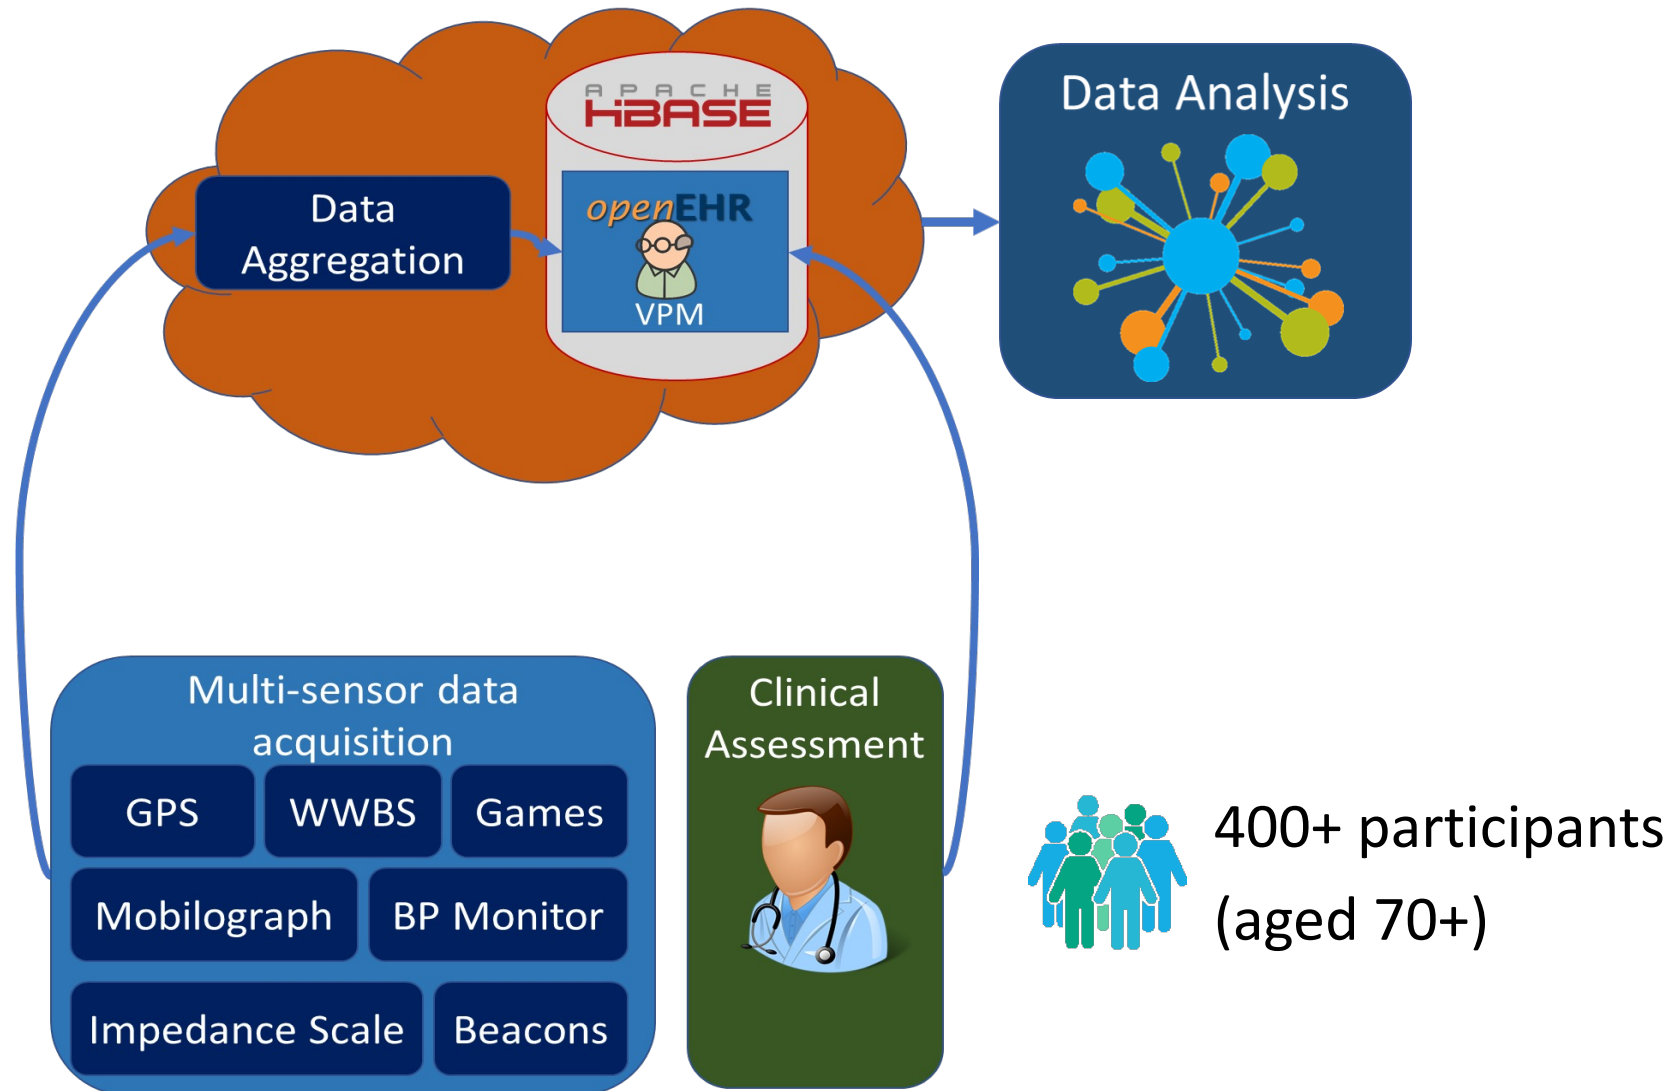 APACHE
HBASE
openEHR
VPM
Data
Aggregation
Data Analysis
Multi-sensor data
acquisition
GPS
WWBS
Games
Mobilograph
BP Monitor
Impedance Scale
Beacons
Clinical
Assessment
400+ participants
(aged 70+)